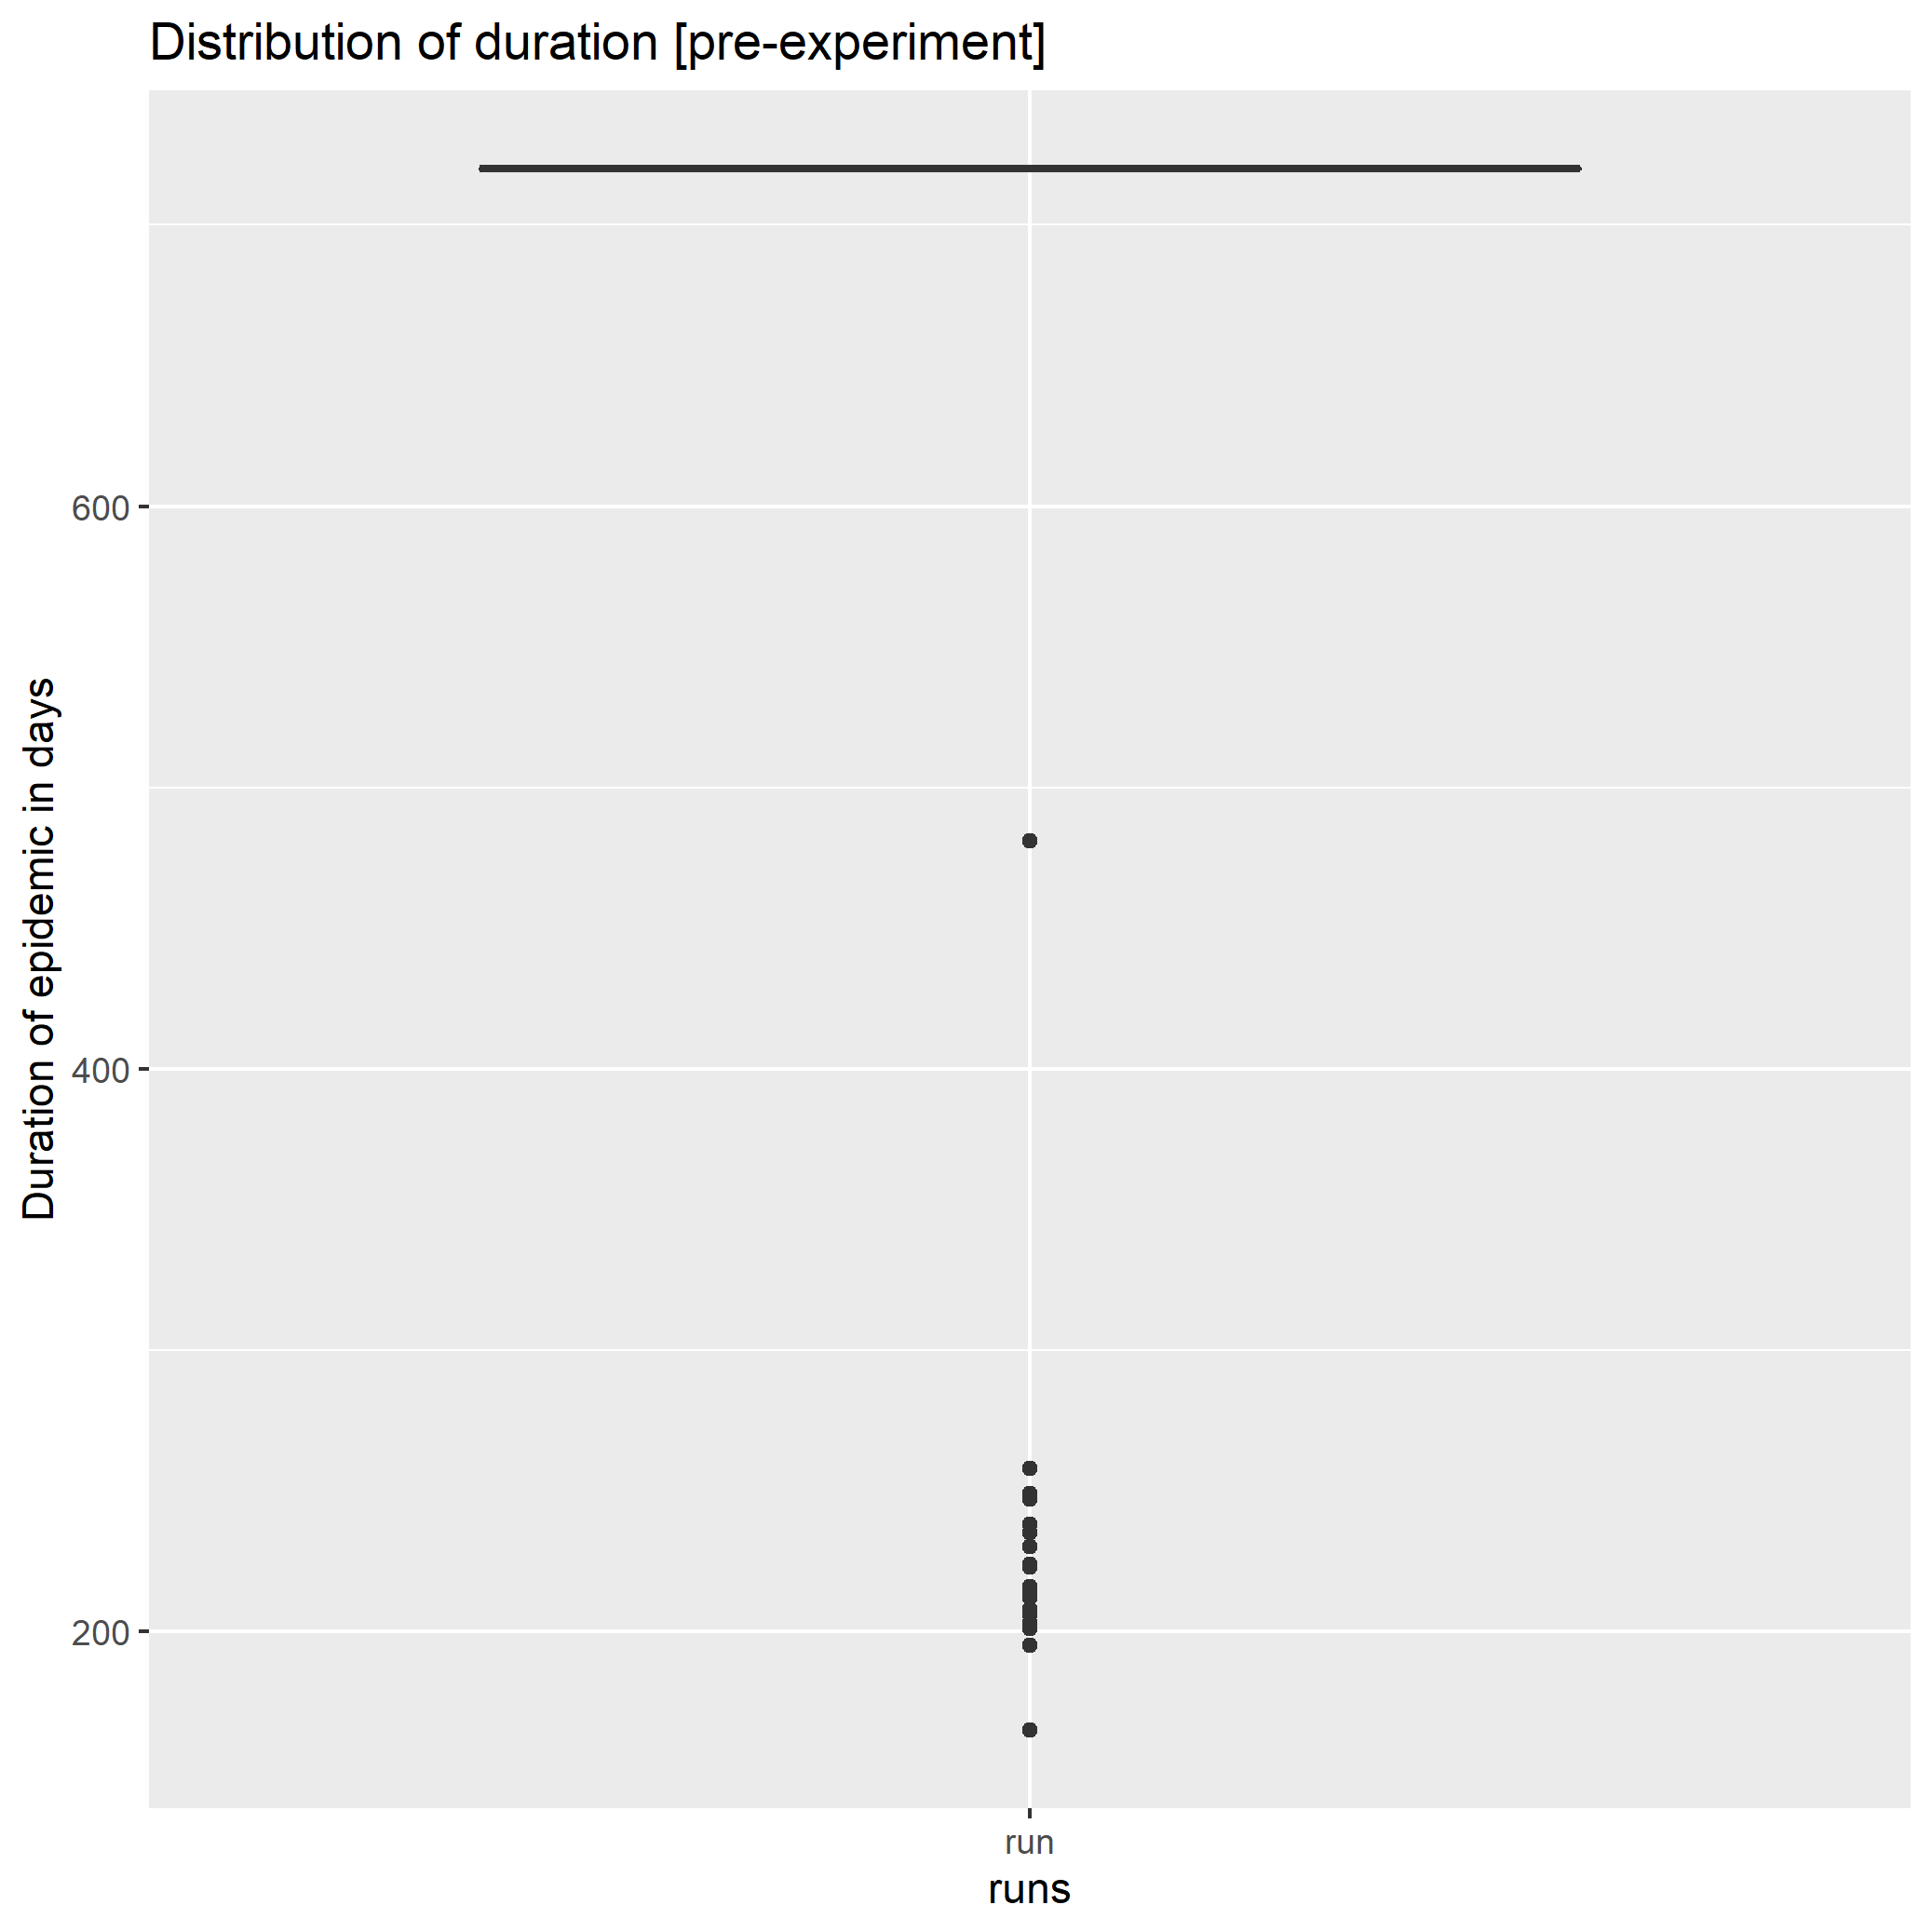 Distribution of duration [pre-experiment]
Duration of epidemic in days
600
400
200
run
runs